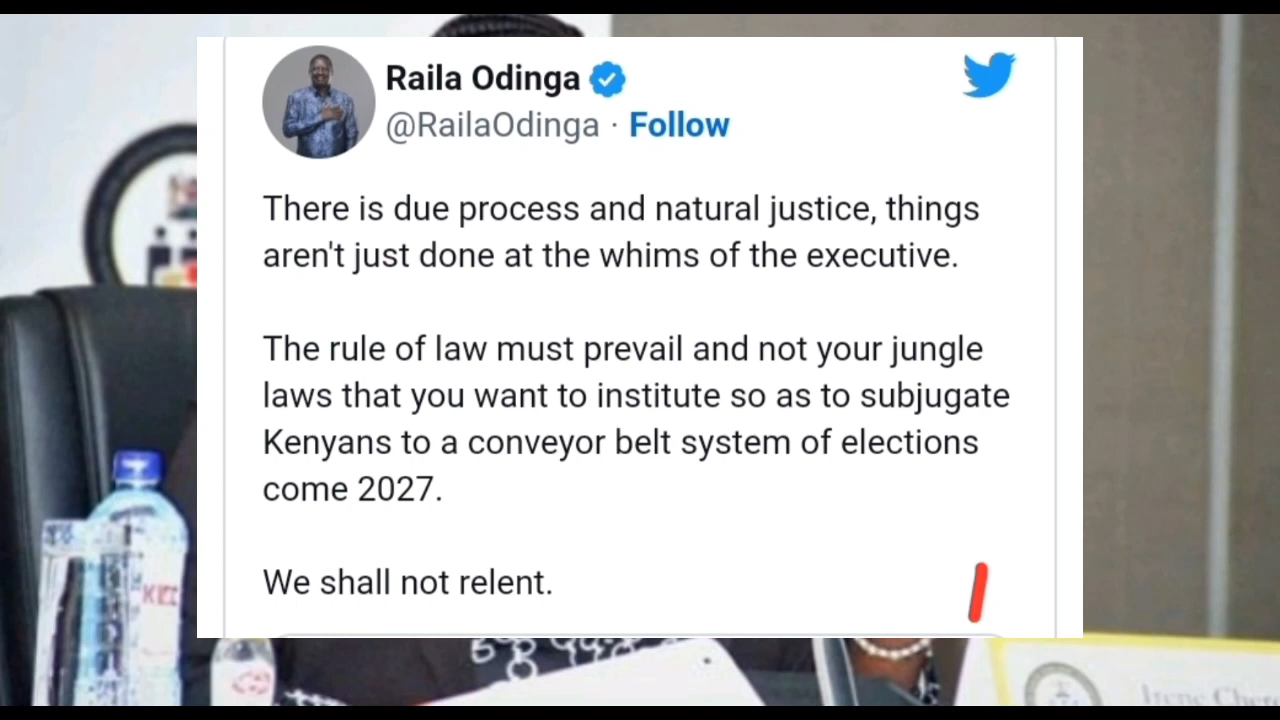 Raila Odinga
@RailaOdinga · Follow
There is due process and natural justice, things
aren't just done at the whims of the executive.
The rule of law must prevail and not your jungle
laws that you want to institute so as to subjugate
Kenyans to a conveyor belt system of elections
come 2027.
We shall not relent.